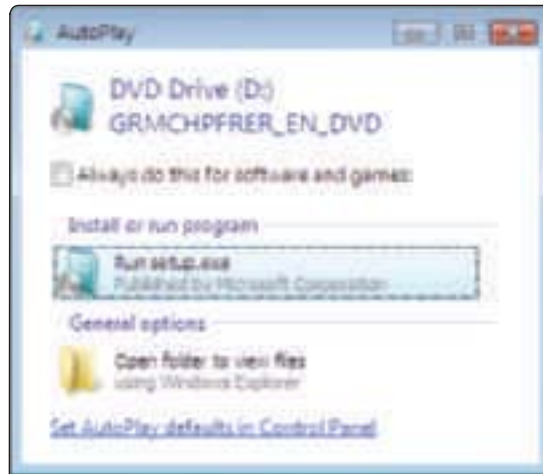 AutoPlay
DVD Drive (D:)
GRMCHPFRER_EN_DVD
Always do this for software and games:
Install or run program
Run setup.exe
Published by Microsoft Corporation
General options
Open folder to view files
using Windows Explorer
Set AutoPlay defaults in Control Panel